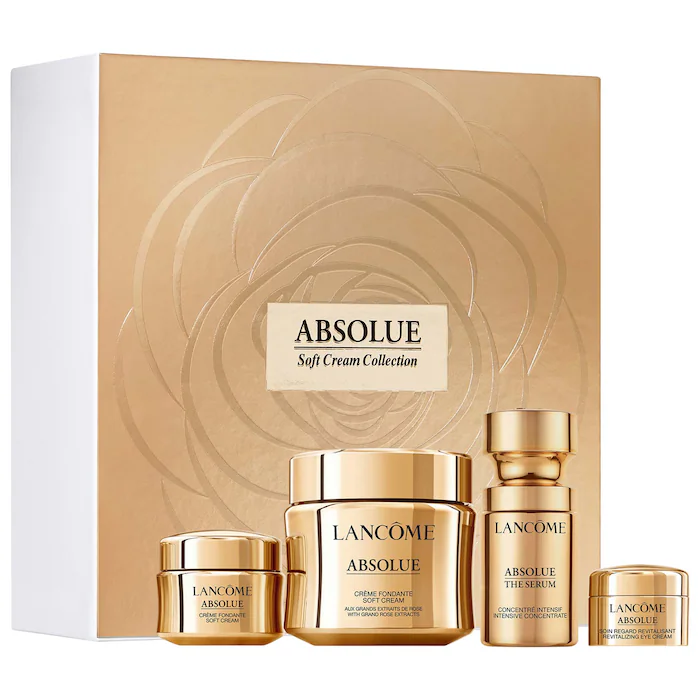 ABSOLUE
Soft Cream Collection
LANCÔME
ABSOLUE
CRÈME FONDANTE
SOFT CREAM
LANCÔME
ABSOLUE
CRÈME FONDANTE
SOFT CREAM
AUX GRANDS EXTRAITS DE ROSE
WITH GRAND ROSE EXTRACTS
LANCÔME
ABSOLUE
THE SERUM
CONCENTRÉ INTENSIF
INTENSIVE CONCENTRATE
LANCÔME
ABSOLUE
SOIN REGARD REVITALISANT
REVITALIZING EYE CREAM